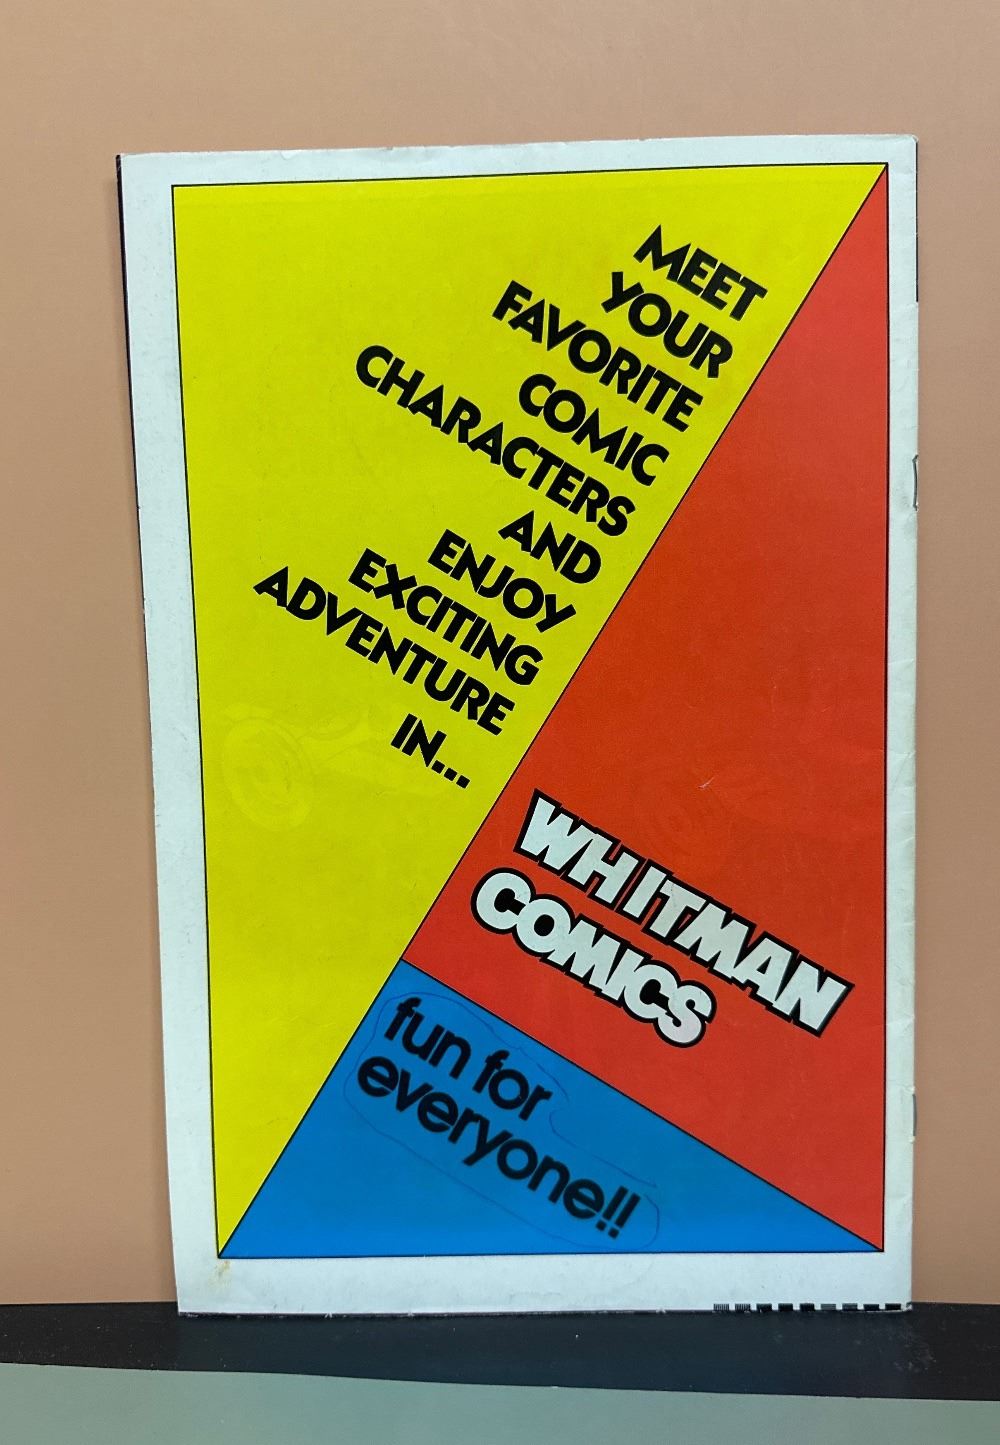 MEET
YOUR
FAVORITE
COMIC
CHARACTERS
AND
ENJOY
EXCITING
ADVENTURE
IN...
WHITMAN
COMICS
fun for
everyone!!